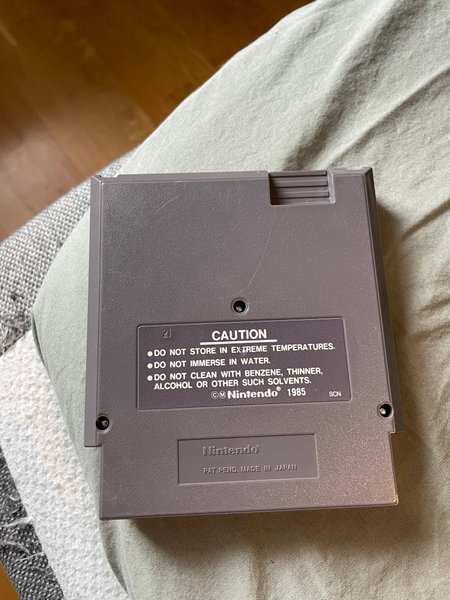 21
CAUTION
•DO NOT STORE IN EXTREME TEMPERATURES.
•DO NOT IMMERSE IN WATER.
•DO NOT CLEAN WITH BENZENE, THINNER,
ALCOHOL OR OTHER SUCH SOLVENTS.
©Ⓜ Nintendo® 1985 SCN
Nintendo®
PAT. PEND. MADE IN JAPAN